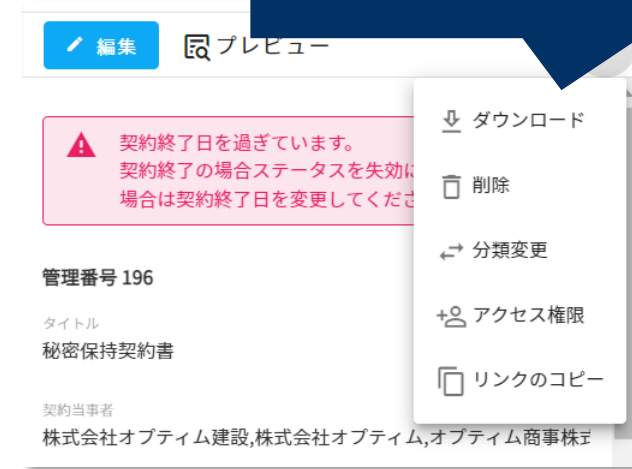 編集
プレビュー
契約終了日を過ぎています。
契約終了の場合ステータスを失効に
場合は契約終了日を変更してくださ
管理番号 196
タイトル
秘密保持契約書
契約当事者
株式会社オプティム建設,株式会社オプティム,オプティム商事株式
ダウンロード
削除
分類変更
アクセス権限
リンクのコピー